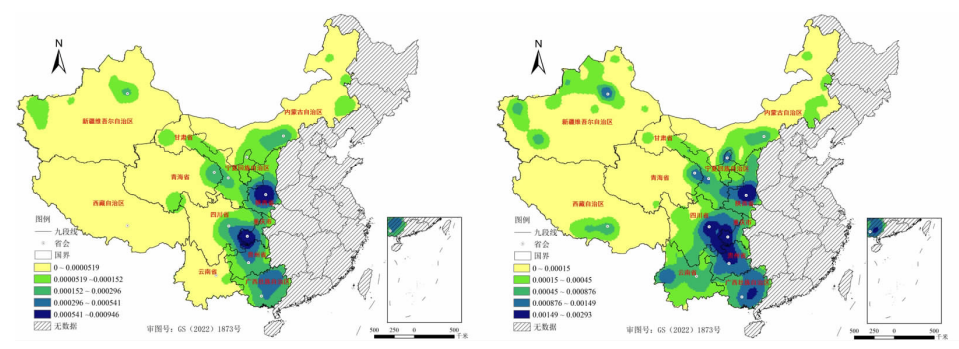 N
新疆维吾尔自治区
甘肃省
内蒙古自治区
宁夏回族自治区
青海省
西藏自治区
四川省
云南省
图例
九段线
省会
国界
0 ~ 0.0000519
0.0000519 ~0.000152
0.000152 ~ 0.000296
0.000296 ~ 0.000541
0.000541 ~0.000946
无数据
审图号: GS (2022) 1873号
500 250 0 500
千米
N
新疆维吾尔自治区
甘肃省
内蒙古自治区
宁夏回族自治区
青海省
西藏自治区
四川省
云南省
图例
九段线
省会
国界
0 ~ 0.00015
0.00015 ~ 0.00045
0.00045 ~ 0.000876
0.000876 ~ 0.00149
0.00149 ~ 0.00293
无数据
审图号: GS (2022) 1873号
500 250 0 500
千米